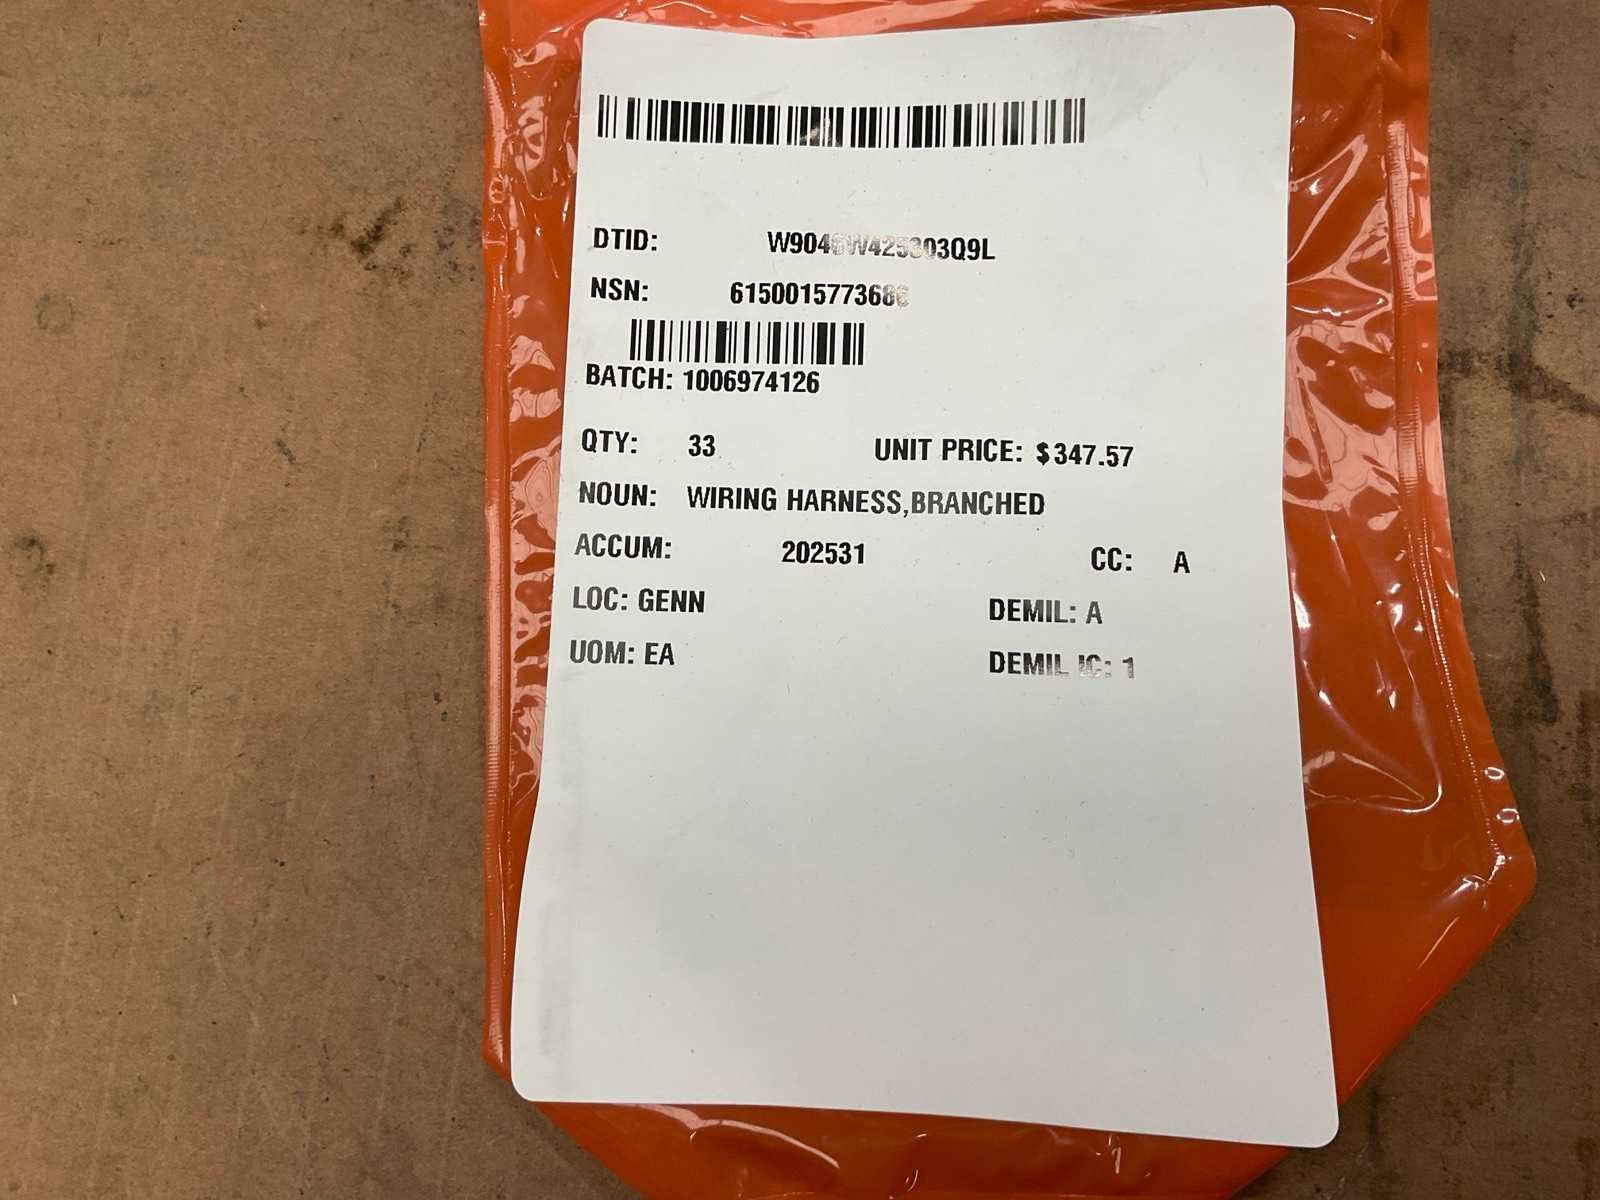 DTID:
NSN: 6150015773686
BATCH: 1006974126
QTY: 33 UNIT PRICE: $347.57
NOUN: WIRING HARNESS,BRANCHED
ACCUM: 202531 CC: A
LOC: GENN DEMIL: A
UOM: EA DEMIL IC: 1